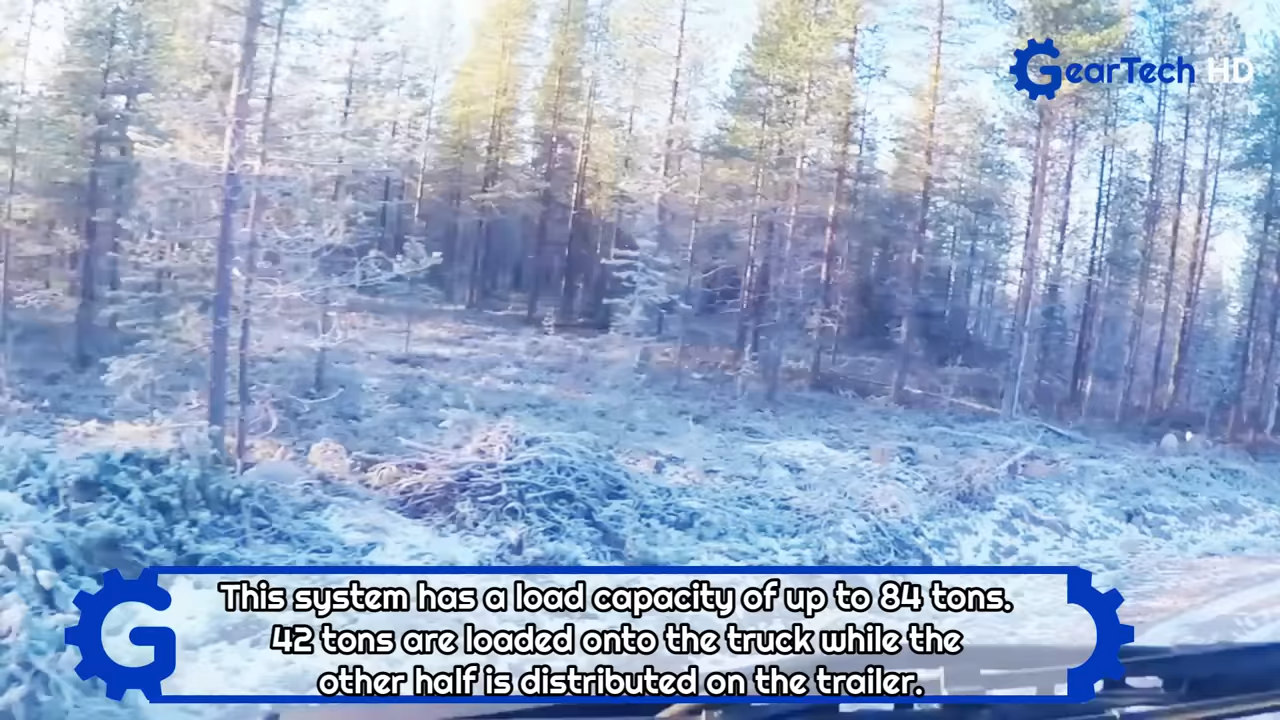 GearTech HD
This system has a load capacity of up to 84 tons.
42 tons are loaded onto the truck while the
other half is distributed on the trailer.
G